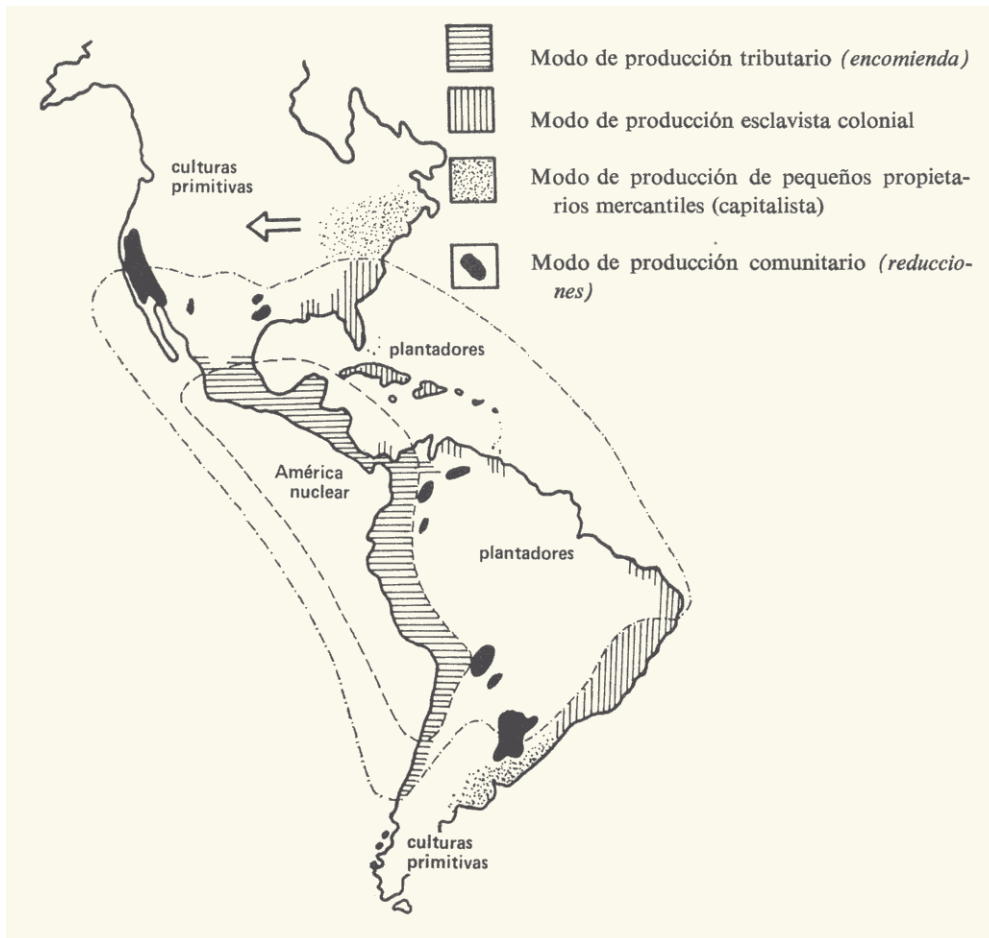 Modo de producción tributario (encomienda)
Modo de producción esclavista colonial
Modo de producción de pequeños propieta-
rios mercantiles (capitalista)
Modo de producción comunitario (reduccio-
nes)
culturas
primitivas
plantadores
América
nuclear
plantadores
culturas
primitivas